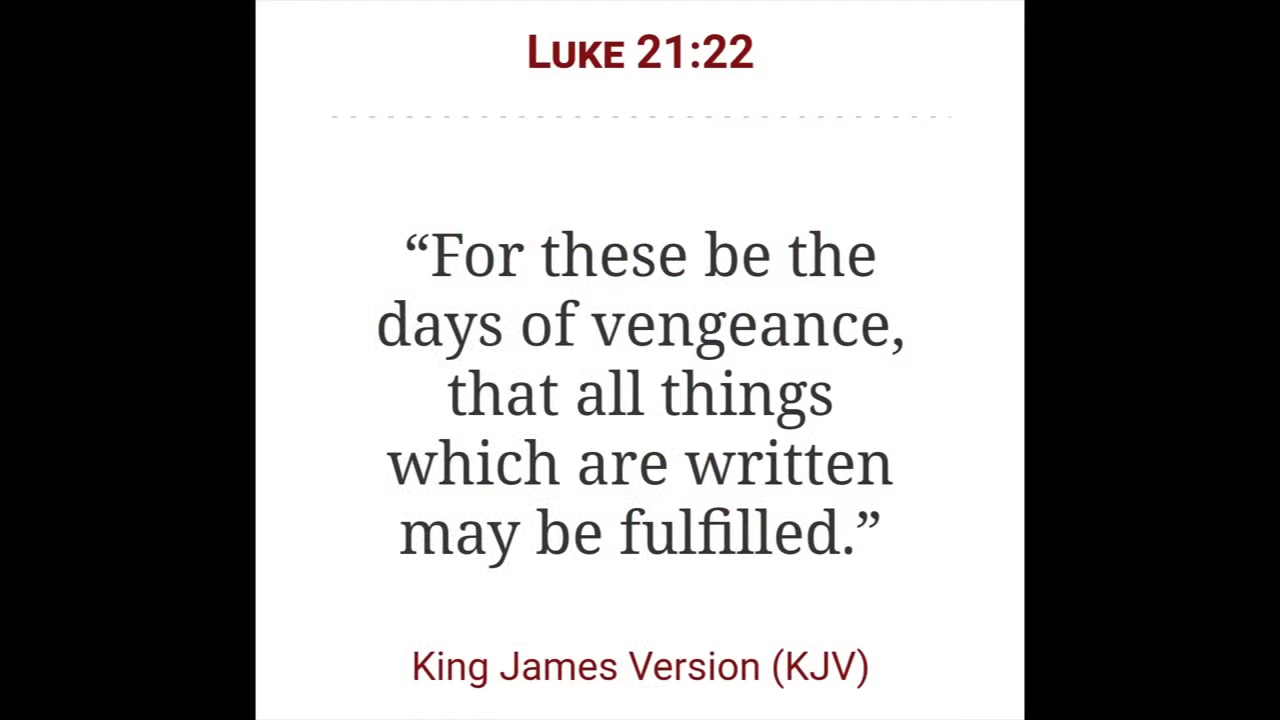 LUKE 21:22
“For these be the
days of vengeance,
that all things
which are written
may be fulfilled.”
King James Version (KJV)